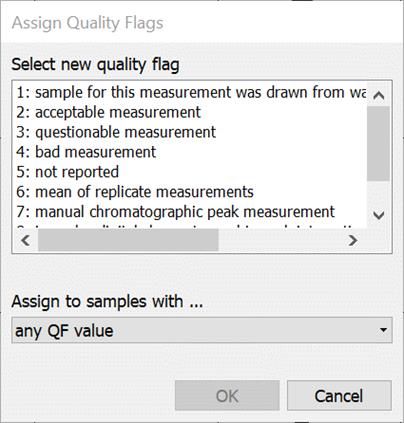 Assign Quality Flags
Select new quality flag
1: sample for this measurement was drawn from
2: acceptable measurement
3: questionable measurement
4: bad measurement
5: not reported
6: mean of replicate measurements
7: manual chromatographic peak measurement
Assign to samples with ...
any QF value
OK
Cancel